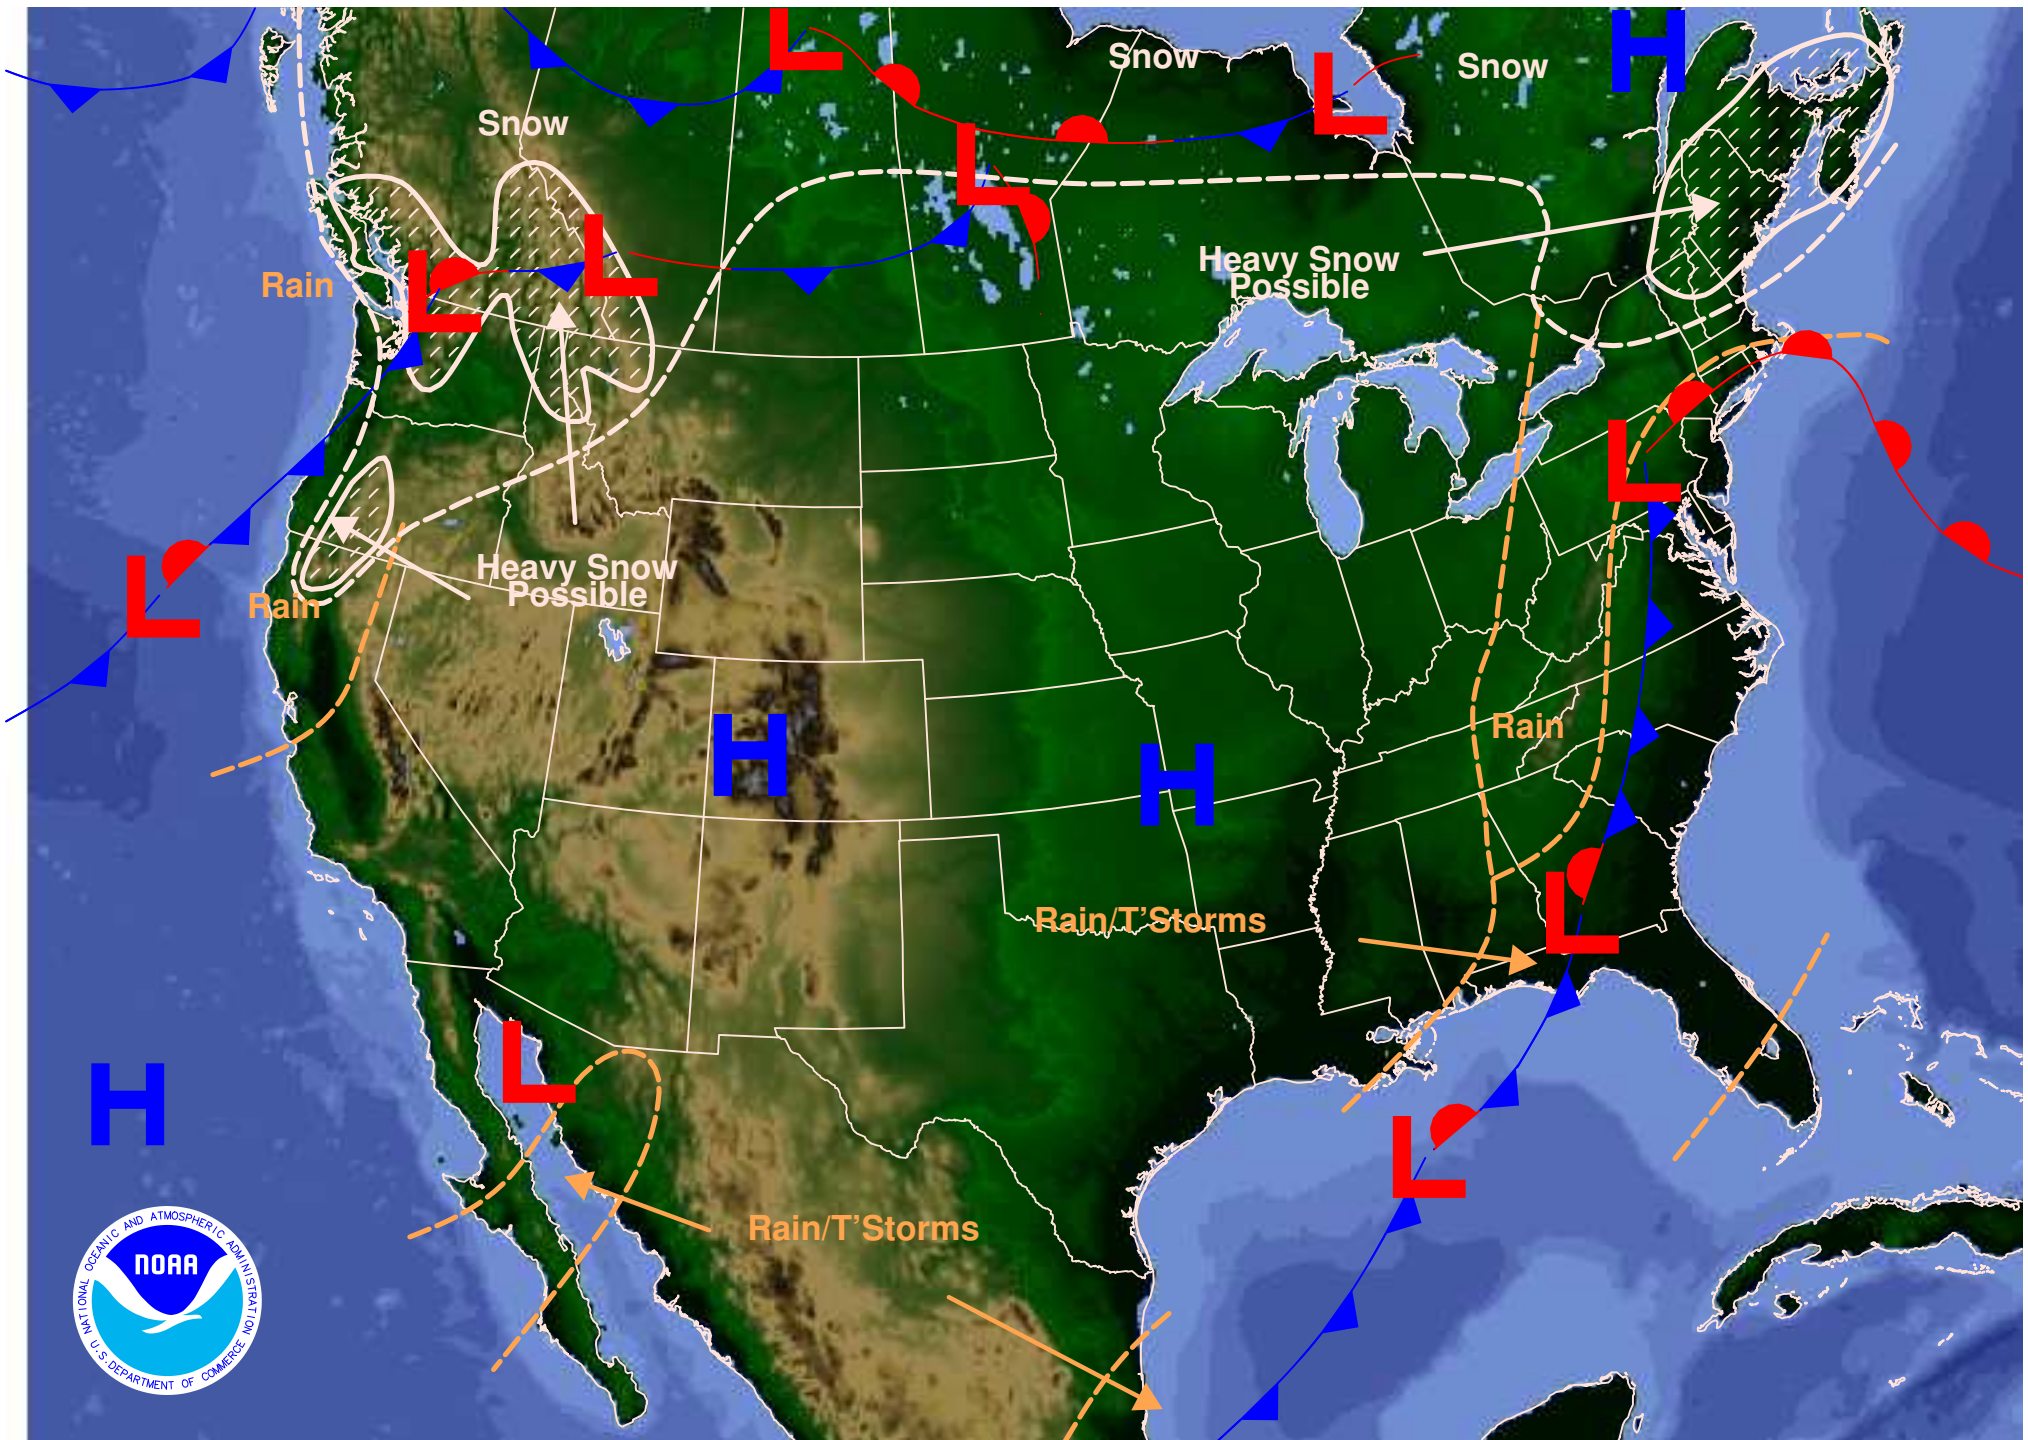 L
H
Snow
Snow
L
Snow
L
L
L
L
Rain
Heavy Snow
Possible
L
Heavy Snow
Possible
L
Rain
H
H
Rain
Rain/T'Storms
L
L
H
L
Rain/T'Storms
NATIONAL OCEANIC AND ATMOSPHERIC ADMINISTRATION
NOAA
U.S. DEPARTMENT OF COMMERCE